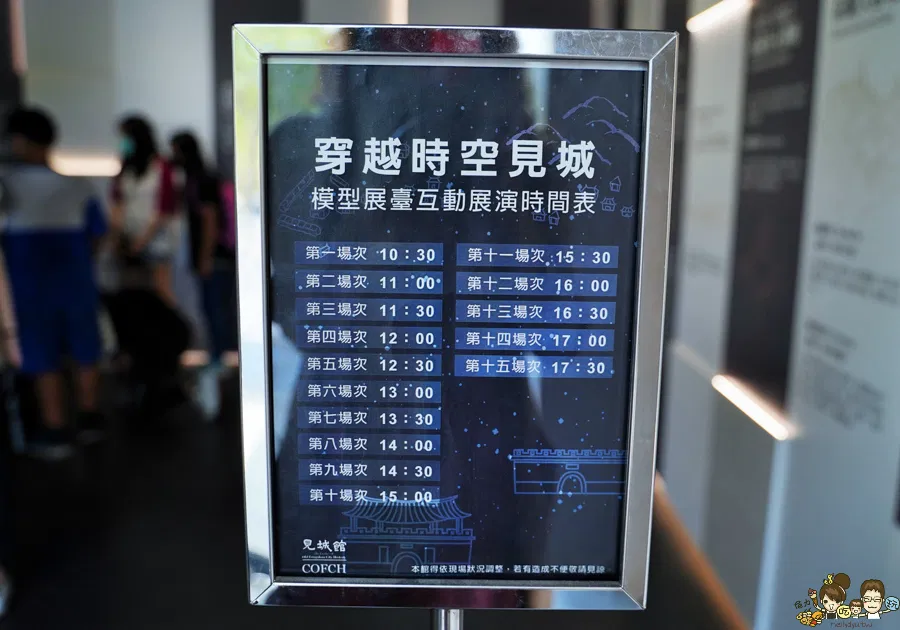 穿越時空見城
模型展臺互動展演時間表
第一場次 10：30
第二場次 11：00
第三場次 11：30
第四場次 12：00
第五場次 12：30
第六場次 13：00
第七場次 13：30
第八場次 14：00
第九場次 14：30
第十場次 15：00
第十一場次 15：30
第十二場次 16：00
第十三場次 16：30
第十四場次 17：00
第十五場次 17：30
見城館
COFCH
本館得依現場狀況調整，若有造成不便敬請見諒